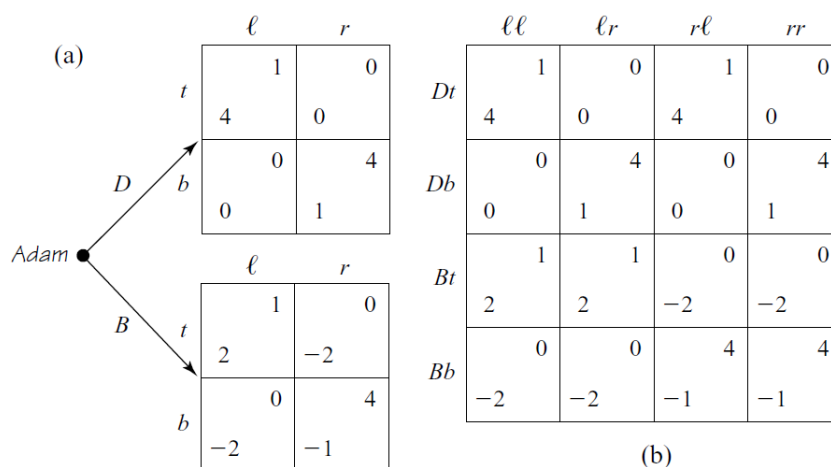 (a)
ℓ r
t 1 0
4 0
b 0 4
0 1
D
Adam
B
ℓ r
t 1 0
2 −2
b 0 4
−2 −1
ℓℓ ℓr rℓ rr
Dt 1 0 1 0
4 0 4 0
Db 0 4 0 4
0 1 0 1
Bt 1 1 0 0
2 2 −2 −2
Bb 0 0 4 4
−2 −2 −1 −1
(b)